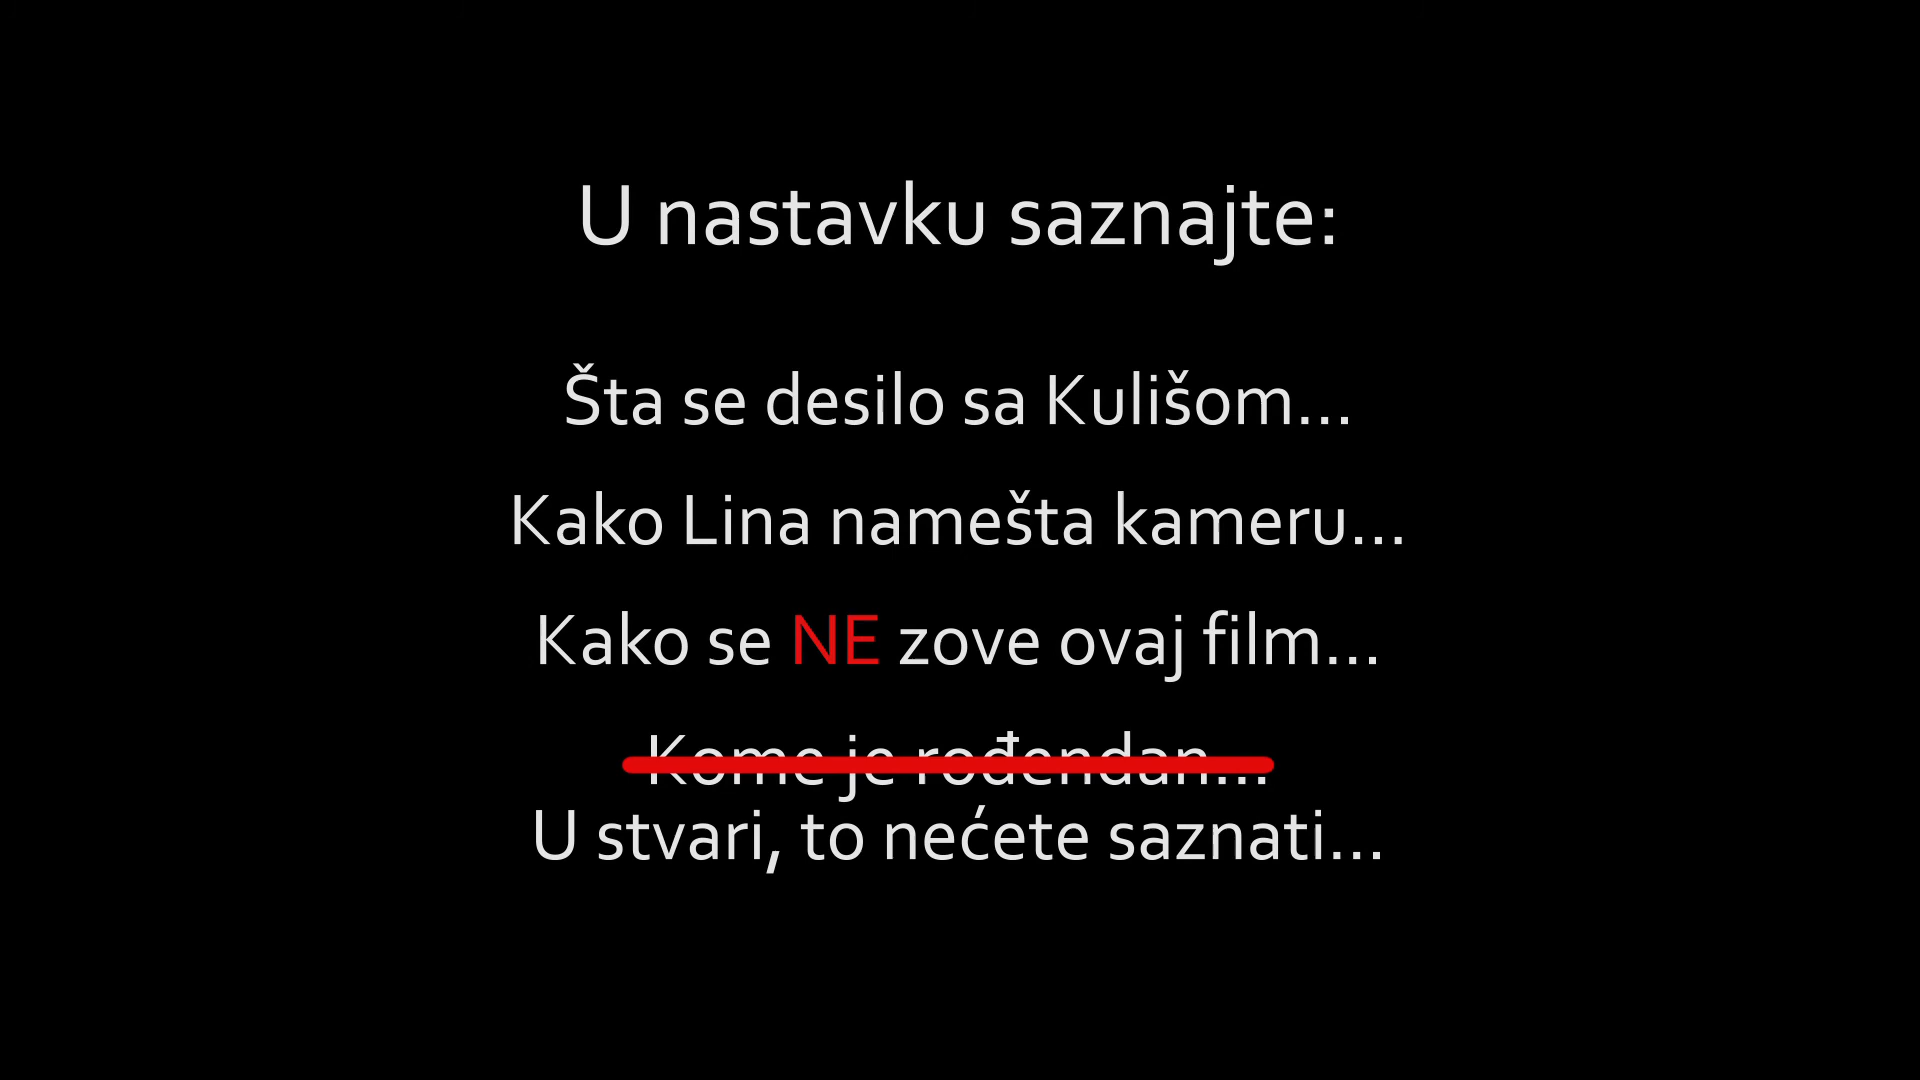 U nastavku saznajte:
Šta se desilo sa Kulišom...
Kako Lina namešta kameru...
Kako se NE zove ovaj film...
Kome je rođendan...
U stvari, to nećete saznati...